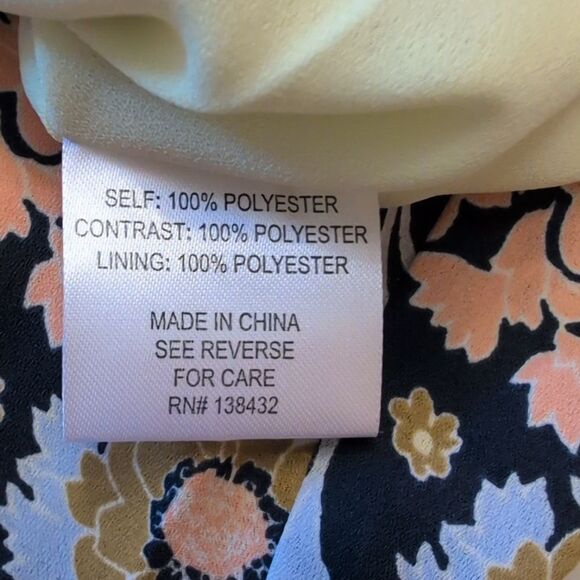 SELF: 100% POLYESTER
CONTRAST: 100% POLYESTER
LINING: 100% POLYESTER
MADE IN CHINA
SEE REVERSE
FOR CARE
RN# 138432